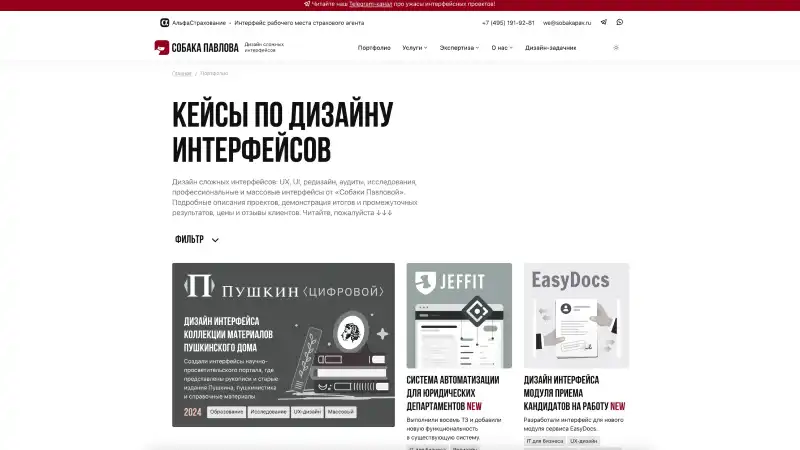 Читайте наш Telegram-канал про ужасы интерфейсных проектов!
АльфаСтрахование • Интерфейс рабочего места страхового агента
+7 (495) 191-92-81
we@sobakapav.ru
СОБАКА ПАВЛОВА
Дизайн сложных
интерфейсов
Портфолио
Услуги
Экспертиза
О нас
Дизайн-задачник
Главная / Портфолио
КЕЙСЫ ПО ДИЗАЙНУ
ИНТЕРФЕЙСОВ
Дизайн сложных интерфейсов: UX, UI, редизайн, аудиты, исследования,
профессиональные и массовые интерфейсы от «Собаки Павловой».
Подробные описания проектов, демонстрация итогов и промежуточных
результатов, цены и отзывы клиентов. Читайте, пожалуйста ↓↓↓
ФИЛЬТР
П ПУШКИН ⟨ЦИФРОВОЙ⟩
ДИЗАЙН ИНТЕРФЕЙСА
КОЛЛЕКЦИИ МАТЕРИАЛОВ
ПУШКИНСКОГО ДОМА
Создали интерфейсы научно-
просветительского портала, где
представлены рукописи и старые
издания Пушкина, пушкинистика
и справочные материалы.
2024
Образование
Исследование
UX-дизайн
Массовый
JEFFIT
СИСТЕМА АВТОМАТИЗАЦИИ
ДЛЯ ЮРИДИЧЕСКИХ
ДЕПАРТАМЕНТОВ NEW
Выполнили восемь ТЗ и добавили
новую функциональность
в существующую систему.
IT для бизнеса
EasyDocs
ДИЗАЙН ИНТЕРФЕЙСА
МОДУЛЯ ПРИЕМА
КАНДИДАТОВ НА РАБОТУ NEW
Разработали интерфейс для нового
модуля сервиса EasyDocs.
IT для бизнеса
UX-дизайн